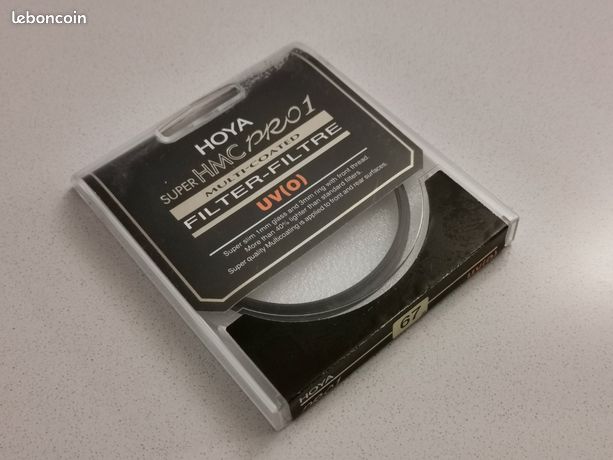 leboncoin
HOYA
SUPER HMC PRO1
MULTI-COATED
FILTER-FILTRE
UV(0)
Super slim 1mm glass and 3mm ring with front thread.
More than 40% lighter than standard filters.
Super quality Multicoating is applied to front and rear surfaces.
UV(0)
67
HOYA